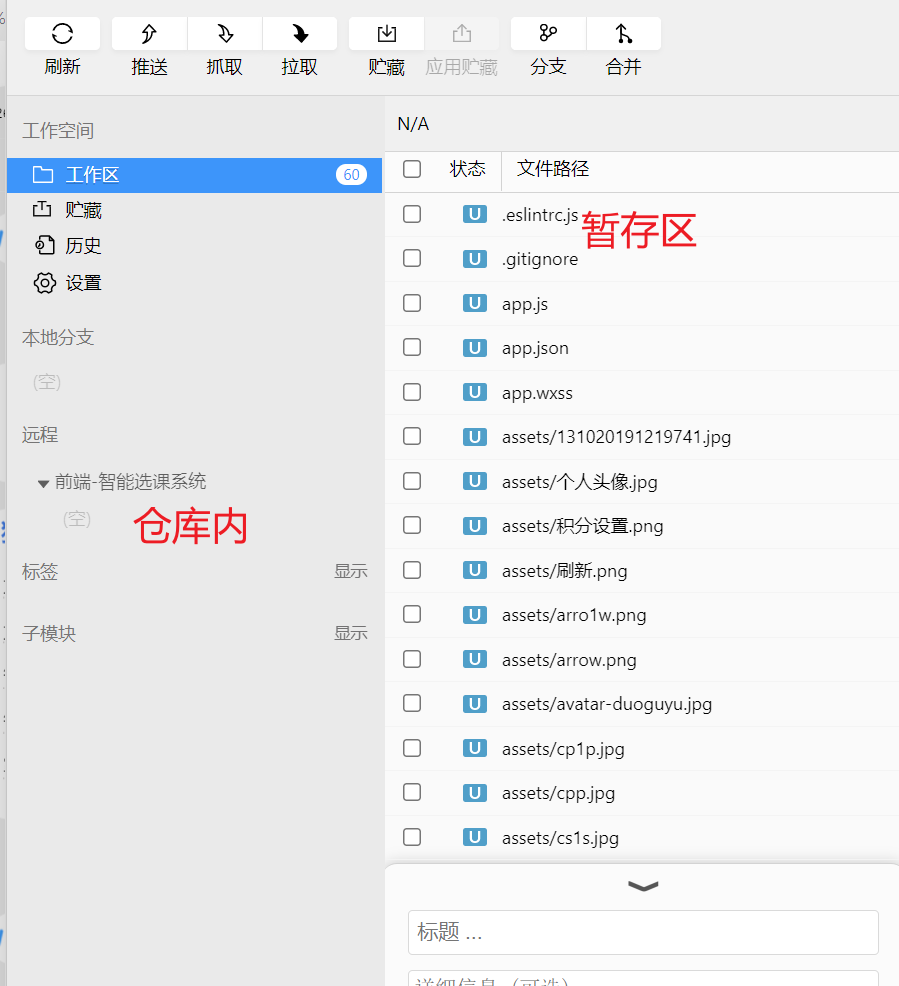 刷新 推送 抓取 拉取 贮藏 应用贮藏 分支 合并
工作空间
工作区 60
贮藏
历史
设置
本地分支
(空)
远程
前端-智能选课系统
(空)
仓库内
标签 显示
子模块 显示
N/A
状态 文件路径
U .eslintrc.js
暂存区
U .gitignore
U app.js
U app.json
U app.wxss
U assets/131020191219741.jpg
U assets/个人头像.jpg
U assets/积分设置.png
U assets/刷新.png
U assets/arro1w.png
U assets/arrow.png
U assets/avatar-duoguyu.jpg
U assets/cp1p.jpg
U assets/cpp.jpg
U assets/cs1s.jpg
标题 ...
详细信息（可选）